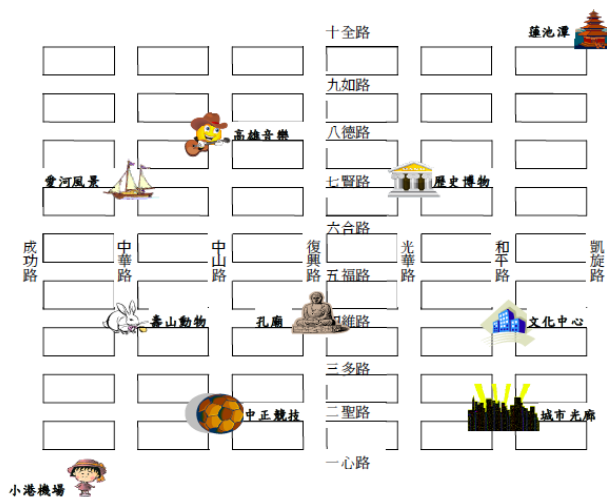 十全路
蓮池潭
九如路
高雄音樂
八德路
愛河風景
七賢路
歷史博物
六合路
成功路
中華路
中山路
復興路
光華路
和平路
凱旋路
五福路
壽山動物
孔廟
四維路
文化中心
三多路
中正競技
二聖路
城市光廊
一心路
小港機場